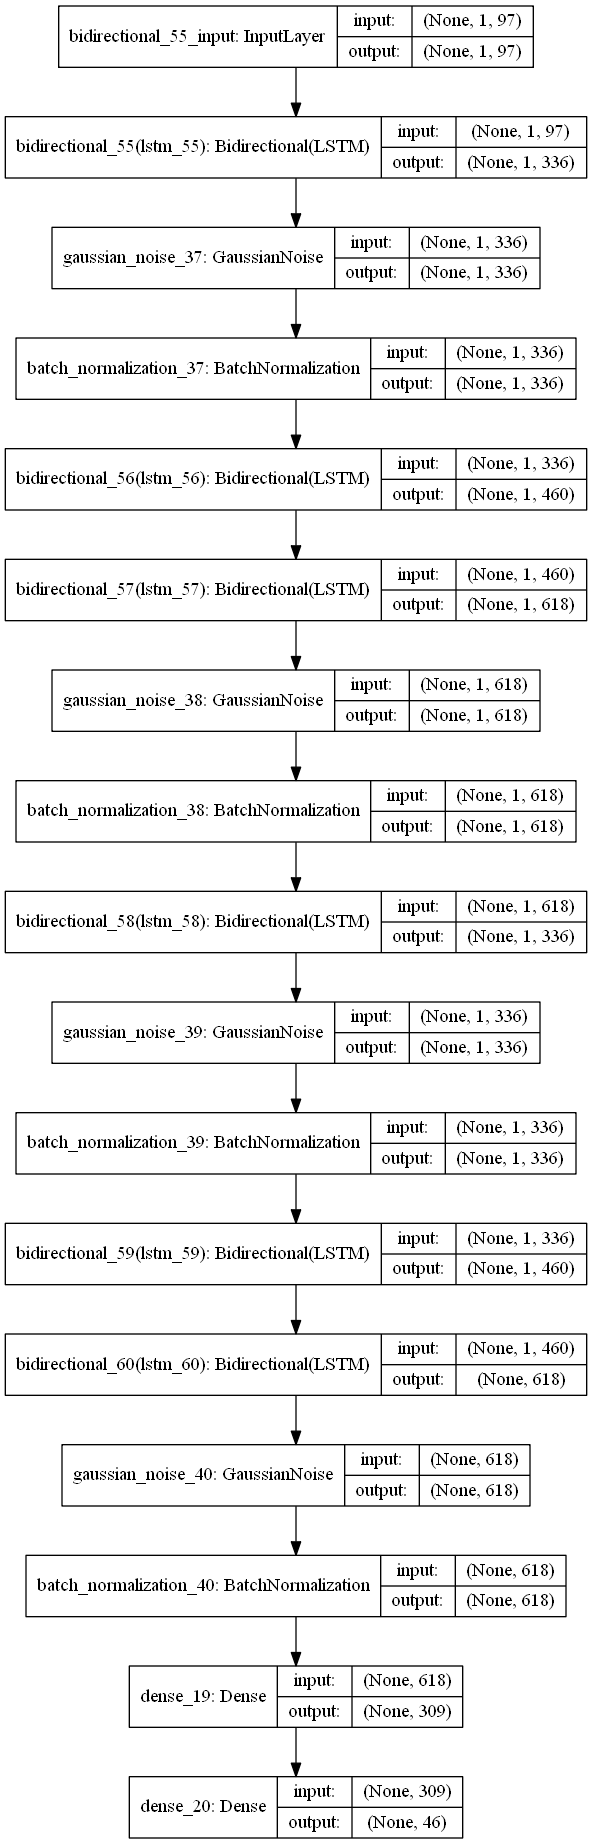 bidirectional_55_input: InputLayer
input: (None, 1, 97)
output: (None, 1, 97)
bidirectional_55(lstm_55): Bidirectional(LSTM)
input: (None, 1, 97)
output: (None, 1, 336)
gaussian_noise_37: GaussianNoise
input: (None, 1, 336)
output: (None, 1, 336)
batch_normalization_37: BatchNormalization
input: (None, 1, 336)
output: (None, 1, 336)
bidirectional_56(lstm_56): Bidirectional(LSTM)
input: (None, 1, 336)
output: (None, 1, 460)
bidirectional_57(lstm_57): Bidirectional(LSTM)
input: (None, 1, 460)
output: (None, 1, 618)
gaussian_noise_38: GaussianNoise
input: (None, 1, 618)
output: (None, 1, 618)
batch_normalization_38: BatchNormalization
input: (None, 1, 618)
output: (None, 1, 618)
bidirectional_58(lstm_58): Bidirectional(LSTM)
input: (None, 1, 618)
output: (None, 1, 336)
gaussian_noise_39: GaussianNoise
input: (None, 1, 336)
output: (None, 1, 336)
batch_normalization_39: BatchNormalization
input: (None, 1, 336)
output: (None, 1, 336)
bidirectional_59(lstm_59): Bidirectional(LSTM)
input: (None, 1, 336)
output: (None, 1, 460)
bidirectional_60(lstm_60): Bidirectional(LSTM)
input: (None, 1, 460)
output: (None, 618)
gaussian_noise_40: GaussianNoise
input: (None, 618)
output: (None, 618)
batch_normalization_40: BatchNormalization
input: (None, 618)
output: (None, 618)
dense_19: Dense
input: (None, 618)
output: (None, 309)
dense_20: Dense
input: (None, 309)
output: (None, 46)